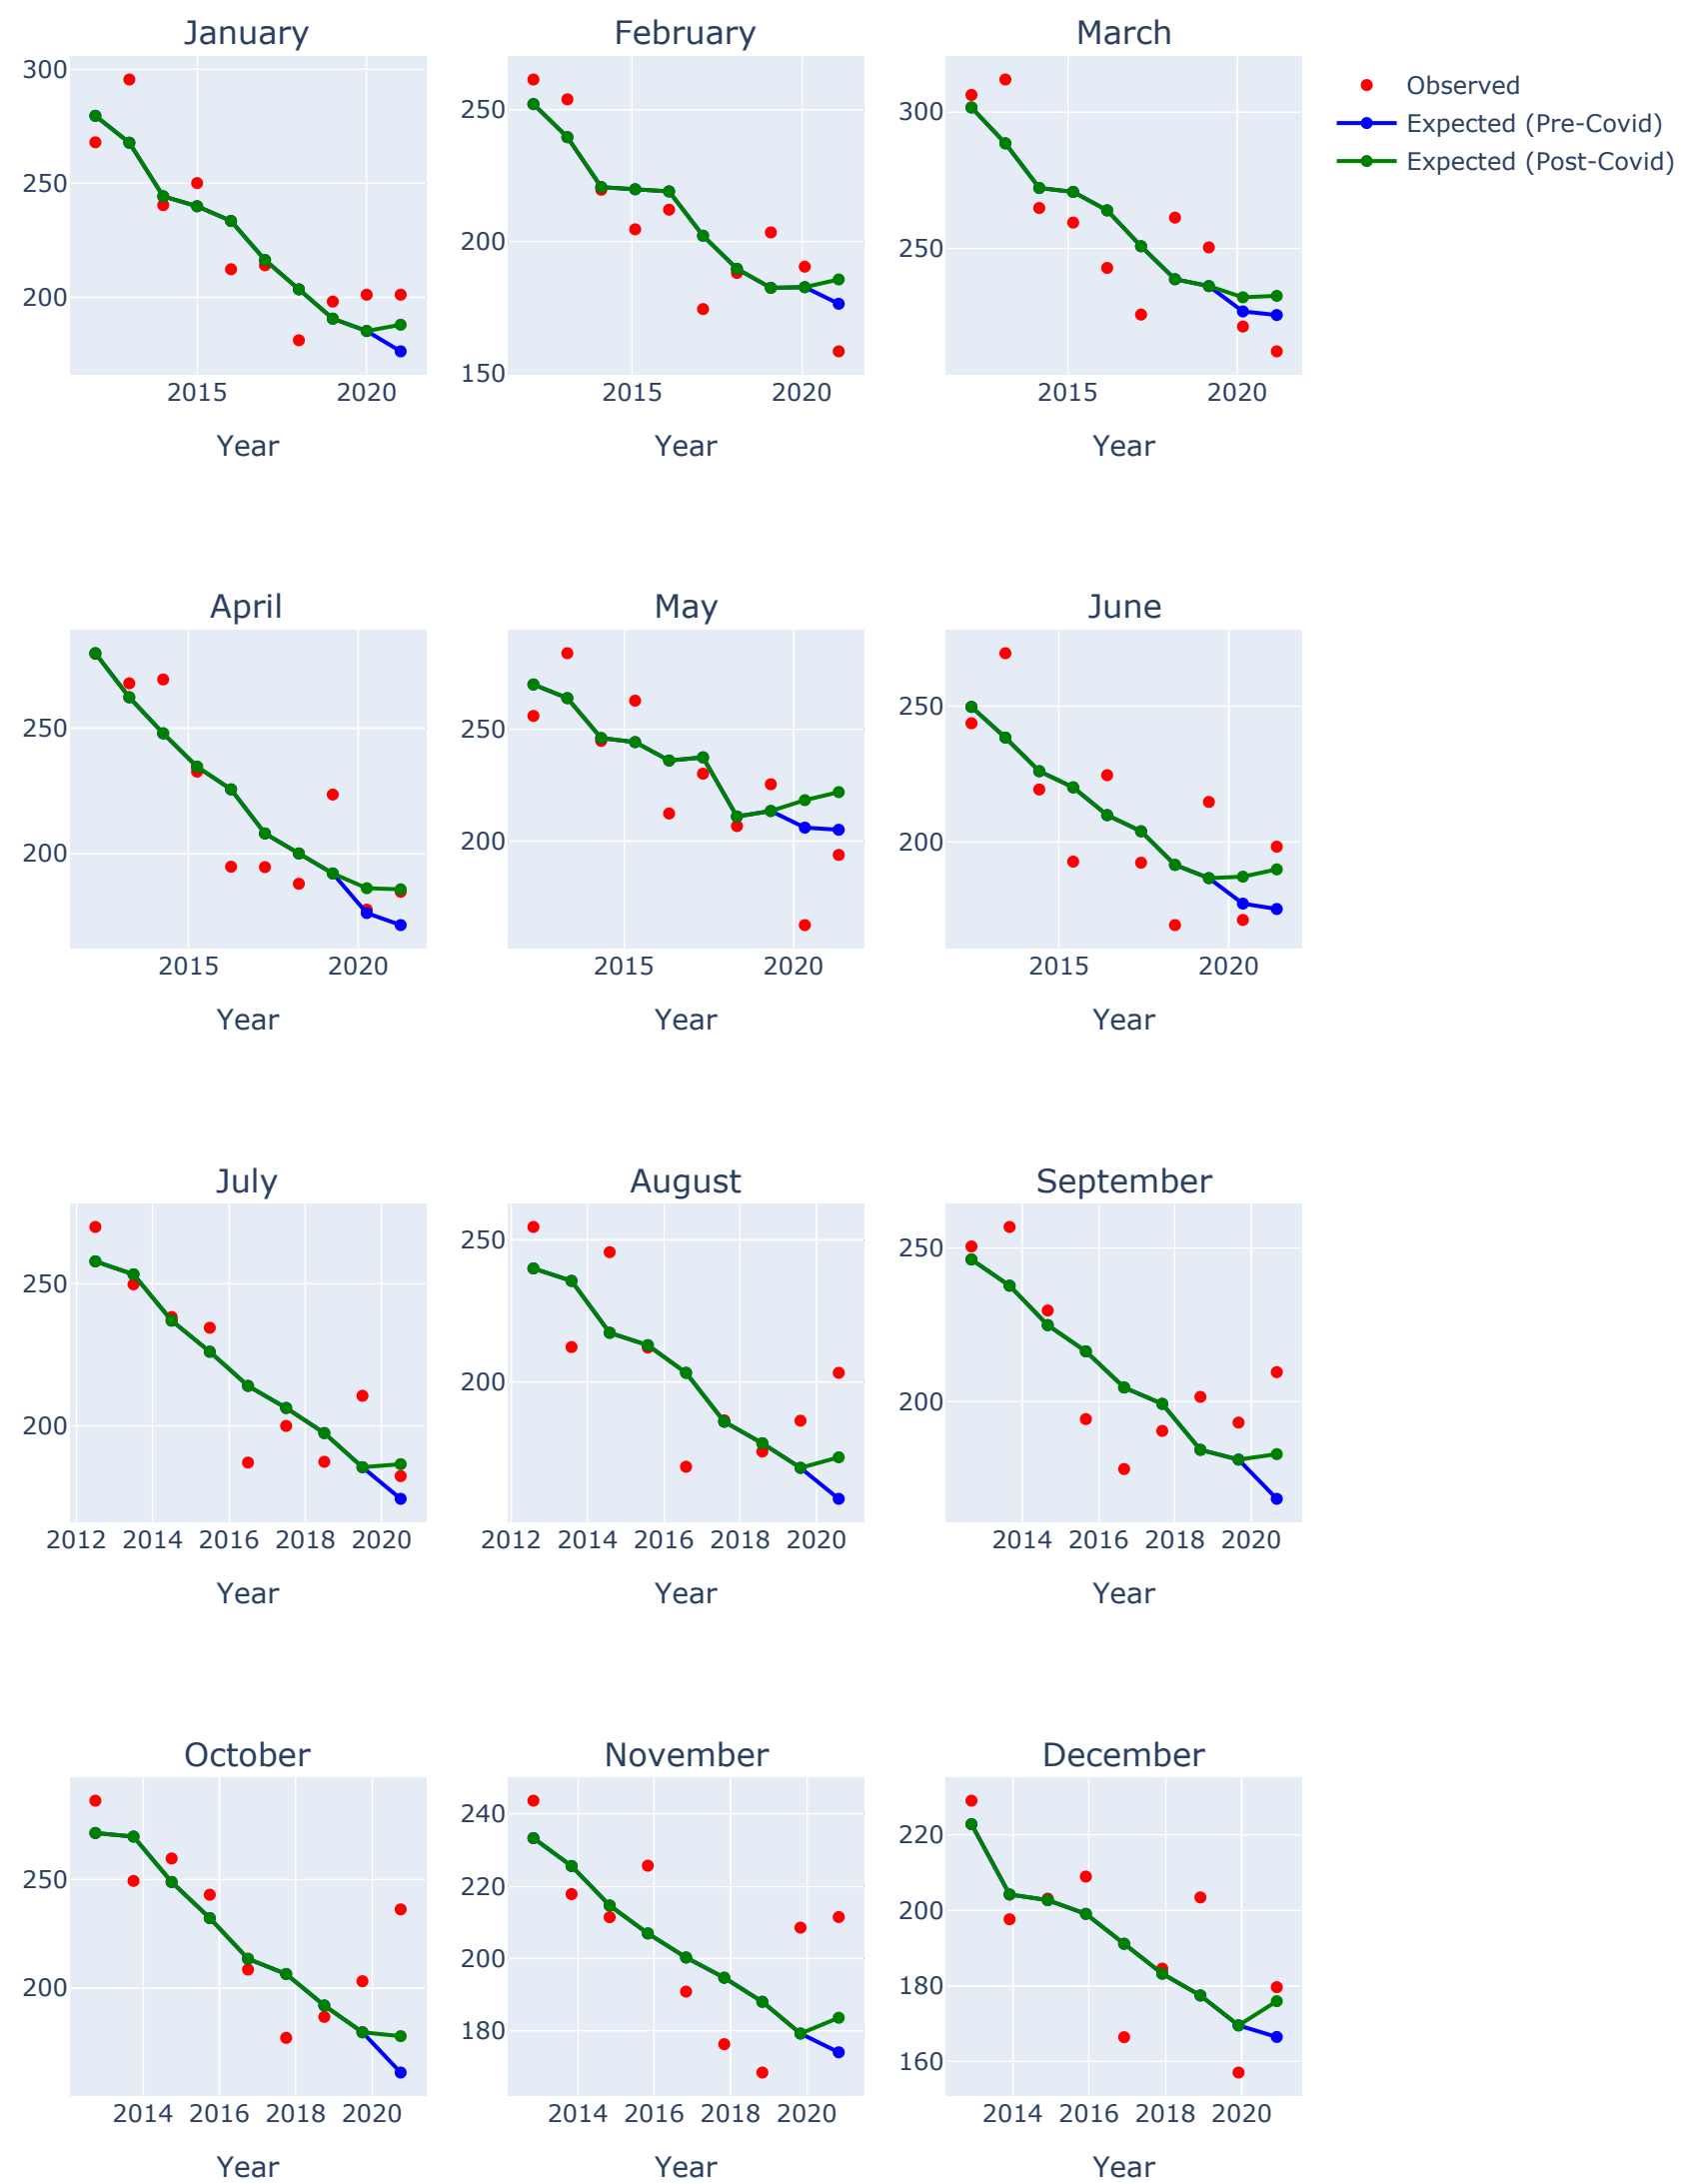 January February March
300
250
200
2015 2020
Year
250
200
150
2015 2020
Year
300
250
2015 2020
Year
Observed
Expected (Pre-Covid)
Expected (Post-Covid)
April May June
250
200
2015 2020
Year
250
200
2015 2020
Year
250
200
2015 2020
Year
July August September
250
200
2012 2014 2016 2018 2020
Year
250
200
2012 2014 2016 2018 2020
Year
250
200
2014 2016 2018 2020
Year
October November December
250
200
2014 2016 2018 2020
Year
240
220
200
180
2014 2016 2018 2020
Year
220
200
180
160
2014 2016 2018 2020
Year